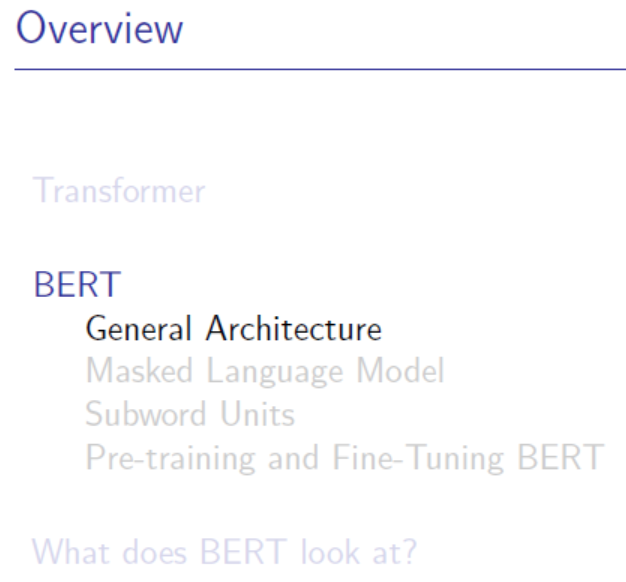 Overview
Transformer
BERT
General Architecture
Masked Language Model
Subword Units
Pre-training and Fine-Tuning BERT
What does BERT look at?